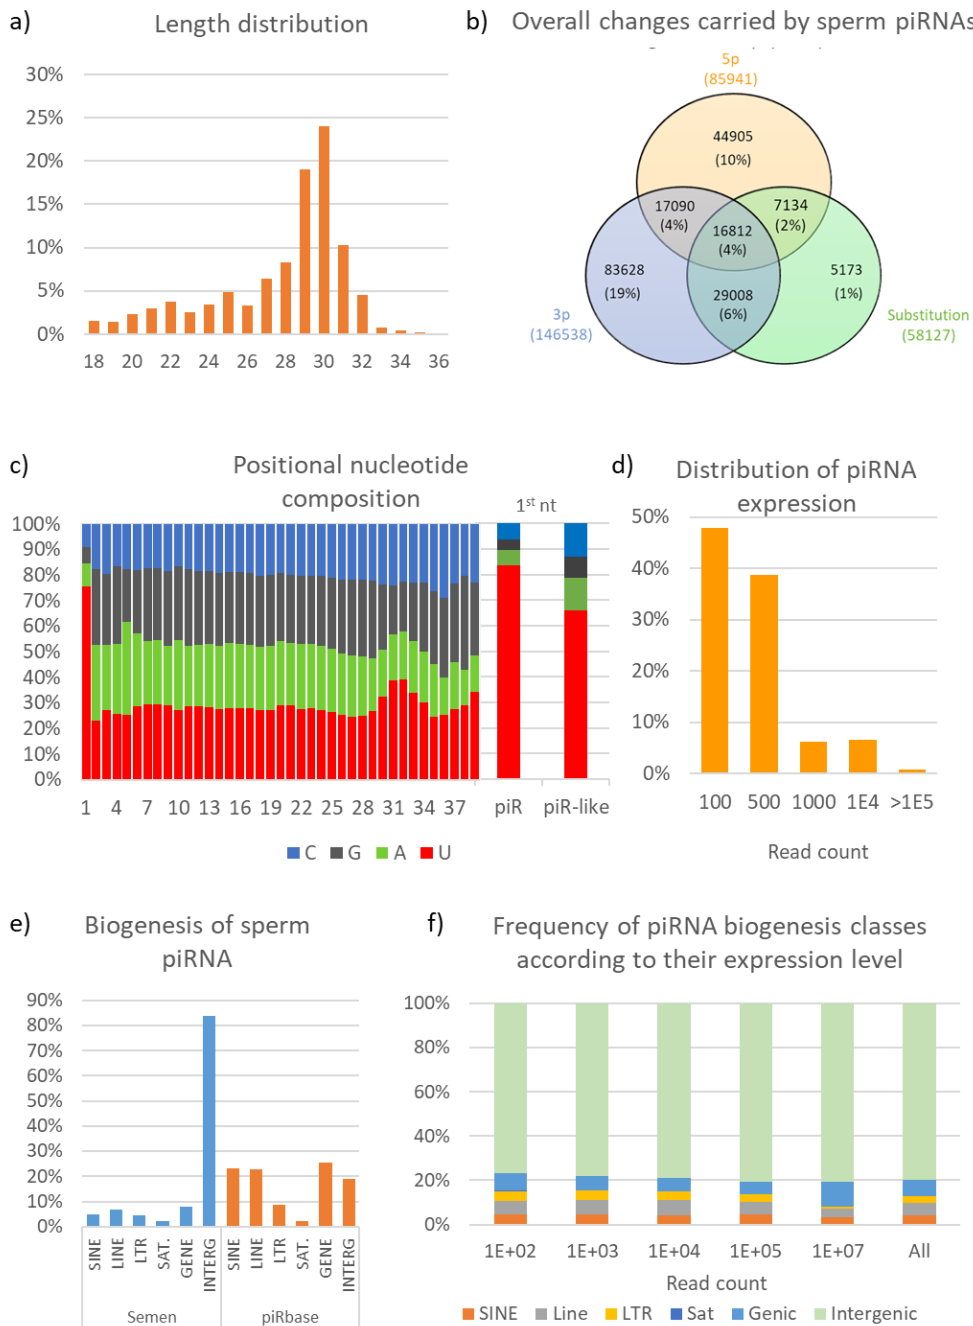 a)
Length distribution
30%
25%
20%
15%
10%
5%
0%
18 20 22 24 26 28 30 32 34 36
b)
Overall changes carried by sperm piRNAs
5p
(85941)
44905
(10%)
17090
(4%)
7134
(2%)
16812
(4%)
83628
(19%)
5173
(1%)
29008
(6%)
3p
(146538)
Substitution
(58127)
c)
Positional nucleotide
composition
1st nt
100%
90%
80%
70%
60%
50%
40%
30%
20%
10%
0%
1 4 7 10 13 16 19 22 25 28 31 34 37
piR piR-like
C G A U
d)
Distribution of piRNA
expression
50%
40%
30%
20%
10%
0%
100 500 1000 1E4 >1E5
Read count
e)
Biogenesis of sperm
piRNA
90%
80%
70%
60%
50%
40%
30%
20%
10%
0%
SINE LINE LTR SAT. GENE INTERG SINE LINE LTR SAT. GENE INTERG
Semen piRbase
f)
Frequency of piRNA biogenesis classes
according to their expression level
100%
80%
60%
40%
20%
0%
1E+02 1E+03 1E+04 1E+05 1E+07 All
Read count
SINE Line LTR Sat Genic Intergenic